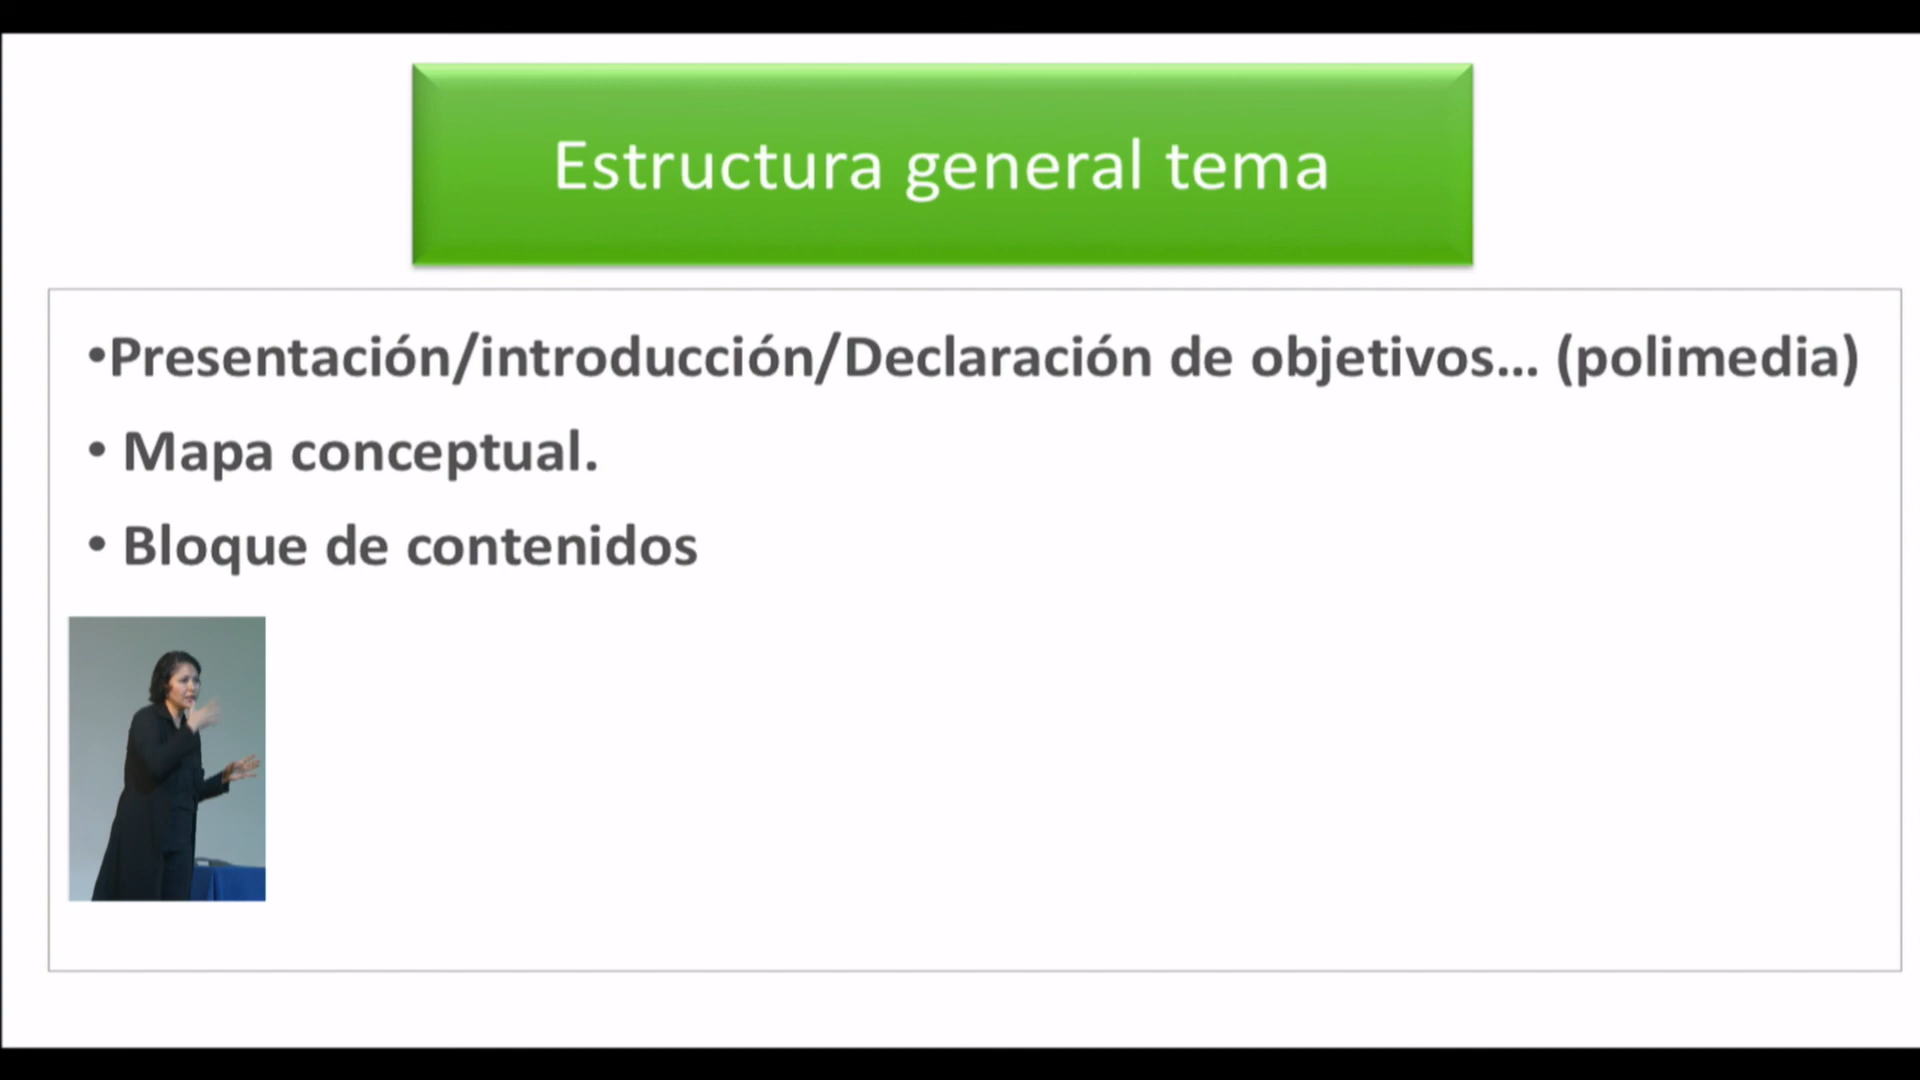 Estructura general tema
•Presentación/introducción/Declaración de objetivos... (polimedia)
• Mapa conceptual.
• Bloque de contenidos